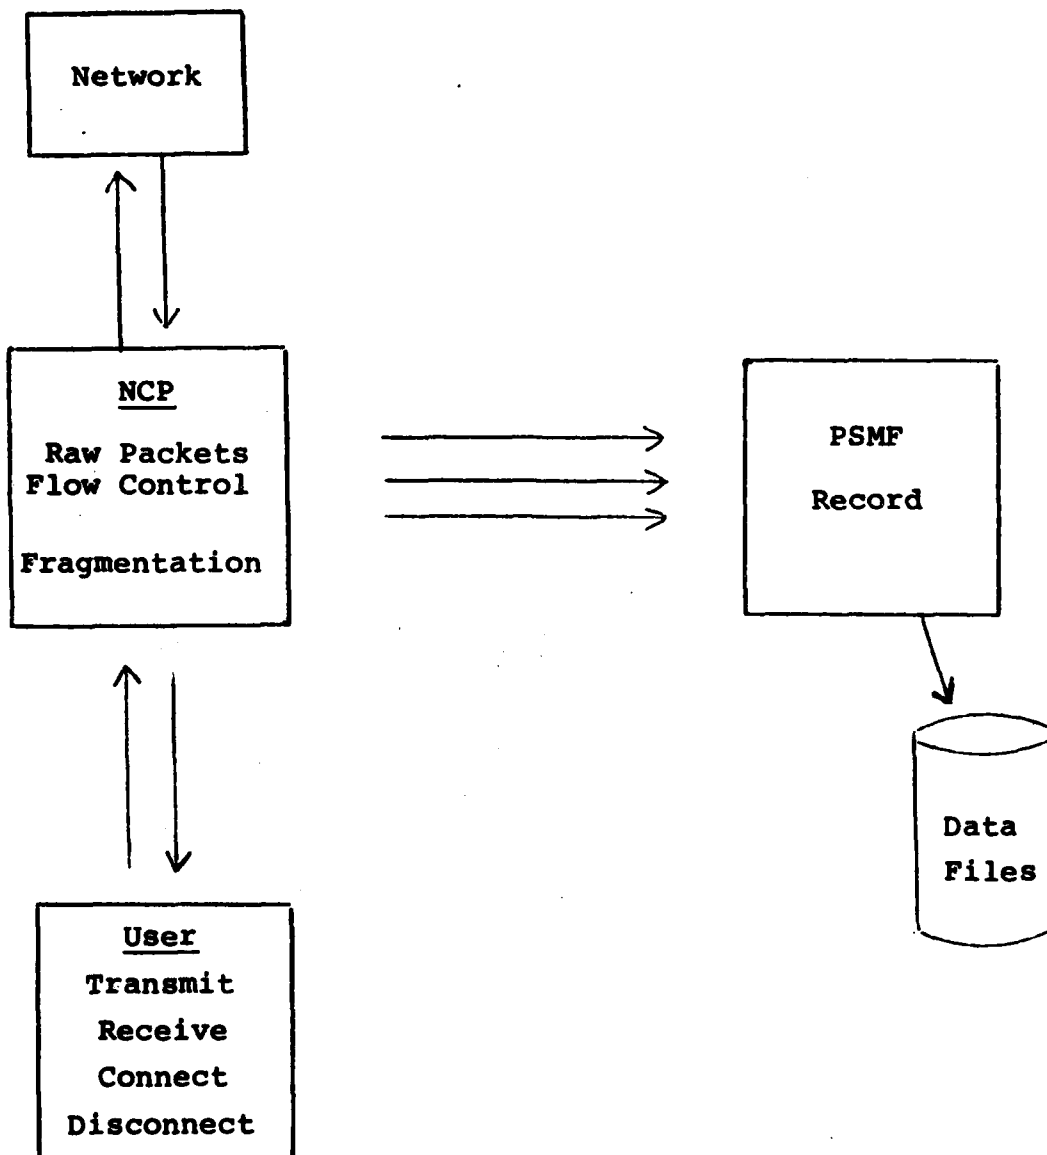 Network
NCP
Raw Packets
Flow Control
Fragmentation
PSMF
Record
Data
Files
User
Transmit
Receive
Connect
Disconnect